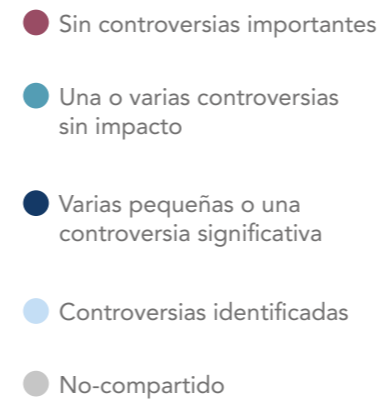 Sin controversias importantes
Una o varias controversias
sin impacto
Varias pequeñas o una
controversia significativa
Controversias identificadas
No-compartido